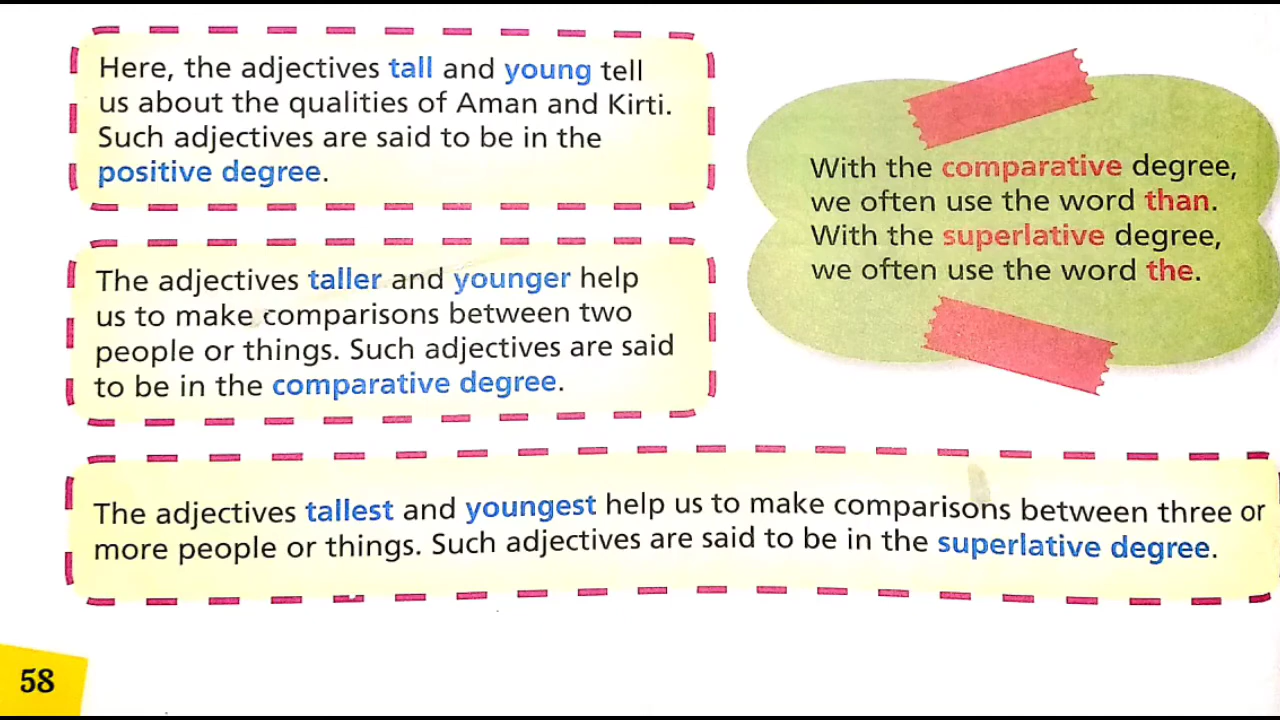 Here, the adjectives tall and young tell
us about the qualities of Aman and Kirti.
Such adjectives are said to be in the
positive degree.
With the comparative degree,
we often use the word than.
With the superlative degree,
we often use the word the.
The adjectives taller and younger help
us to make comparisons between two
people or things. Such adjectives are said
to be in the comparative degree.
The adjectives tallest and youngest help us to make comparisons between three or
more people or things. Such adjectives are said to be in the superlative degree.
58